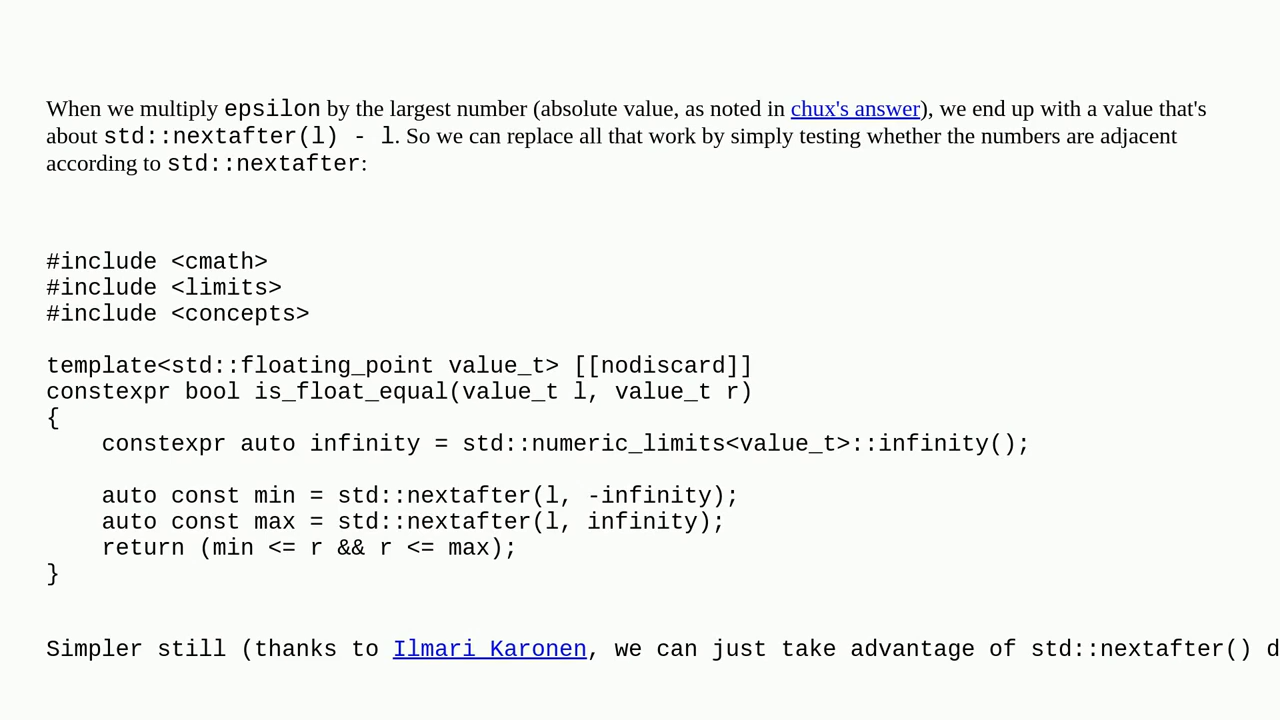 When we multiply epsilon by the largest number (absolute value, as noted in chux's answer), we end up with a value that's
about std::nextafter(l) - l. So we can replace all that work by simply testing whether the numbers are adjacent
according to std::nextafter:
#include <cmath>
#include <limits>
#include <concepts>
template<std::floating_point value_t> [[nodiscard]]
constexpr bool is_float_equal(value_t l, value_t r)
{
    constexpr auto infinity = std::numeric_limits<value_t>::infinity();
    auto const min = std::nextafter(l, -infinity);
    auto const max = std::nextafter(l, infinity);
    return (min <= r && r <= max);
}
Simpler still (thanks to Ilmari Karonen, we can just take advantage of std::nextafter()